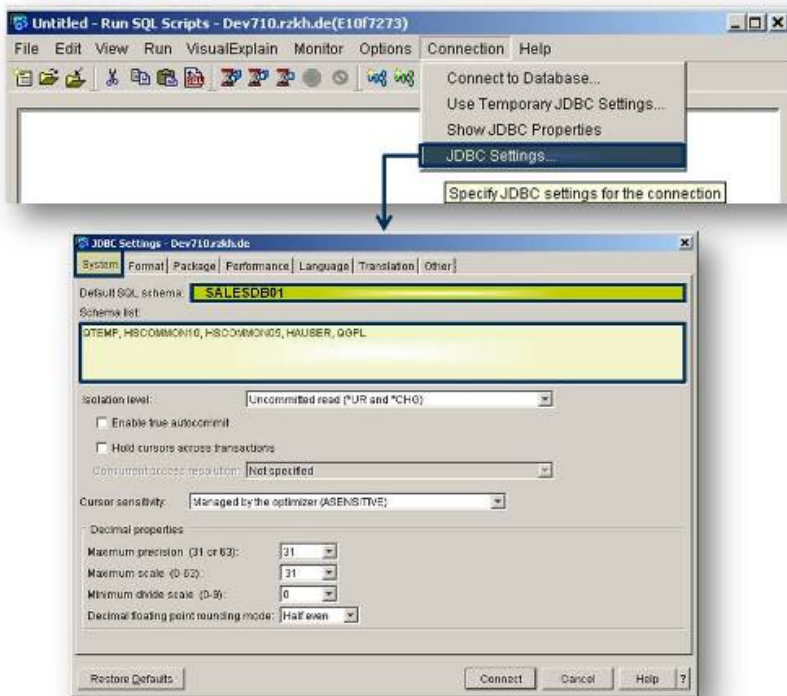 Untitled - Run SQL Scripts - Dev710.rzkh.de(E10f7273)
File Edit View Run VisualExplain Monitor Options Connection Help
Connect to Database...
Use Temporary JDBC Settings...
Show JDBC Properties
JDBC Settings...
Specify JDBC settings for the connection
JDBC Settings - Dev710.rzkh.de
System Format Package Performance Language Translation Other
Default SQL schema: SALESDB01
Schema list:
QTEMP, HSCOMMON10, HSCOMMON05, HAUSER, QGPL
Isolation level: Uncommitted read (*UR and *CHG)
Enable true autocommit
Hold cursors across transactions
Concurrent access resolution: Not specified
Cursor sensitivity: Managed by the optimizer (ASENSITIVE)
Decimal properties
Maximum precision (31 or 63): 31
Maximum scale (0-63): 31
Minimum divide scale (0-9): 0
Decimal floating point rounding mode: Half even
Restore Defaults Connect Cancel Help ?